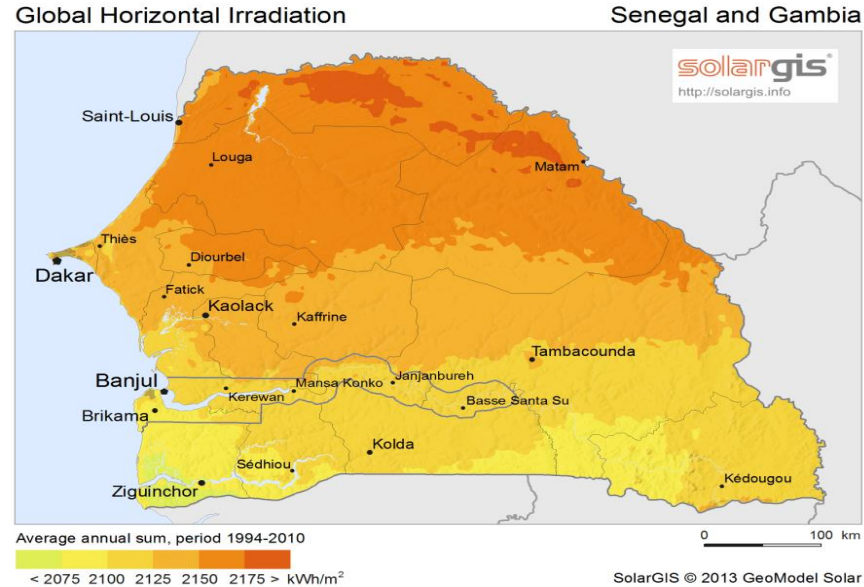 Global Horizontal Irradiation
Senegal and Gambia
solargis®
http://solargis.info
Saint-Louis
Louga
Matam
Thiès
Diourbel
Dakar
Fatick
Kaolack
Kaffrine
Tambacounda
Banjul
Mansa Konko
Janjanbureh
Kerewan
Basse Santa Su
Brikama
Kolda
Sédhiou
Ziguinchor
Kédougou
Average annual sum, period 1994-2010
0 100 km
< 2075 2100 2125 2150 2175 > kWh/m²
SolarGIS © 2013 GeoModel Solar